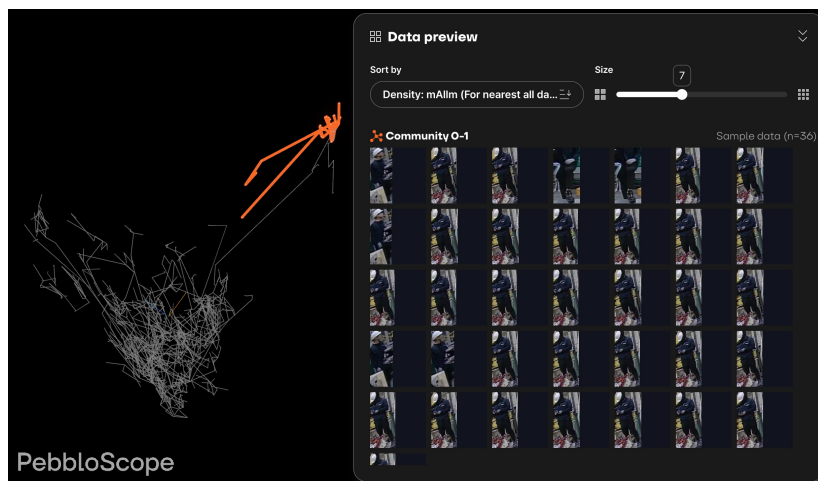 Data preview
Sort by
Size
7
Density: mAllm (For nearest all da...
Community 0-1
Sample data (n=36)
PebbloScope